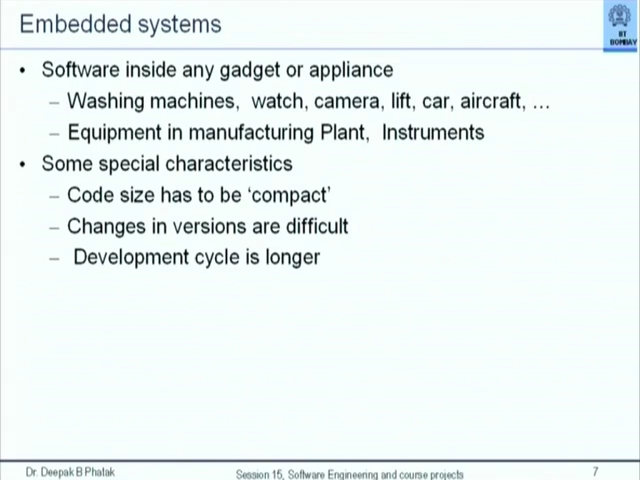 Embedded systems
IIT
BOMBAY
• Software inside any gadget or appliance
– Washing machines, watch, camera, lift, car, aircraft, …
– Equipment in manufacturing Plant, Instruments
• Some special characteristics
– Code size has to be ‘compact’
– Changes in versions are difficult
– Development cycle is longer
Dr. Deepak B Phatak
Session 15, Software Engineering and course projects
7